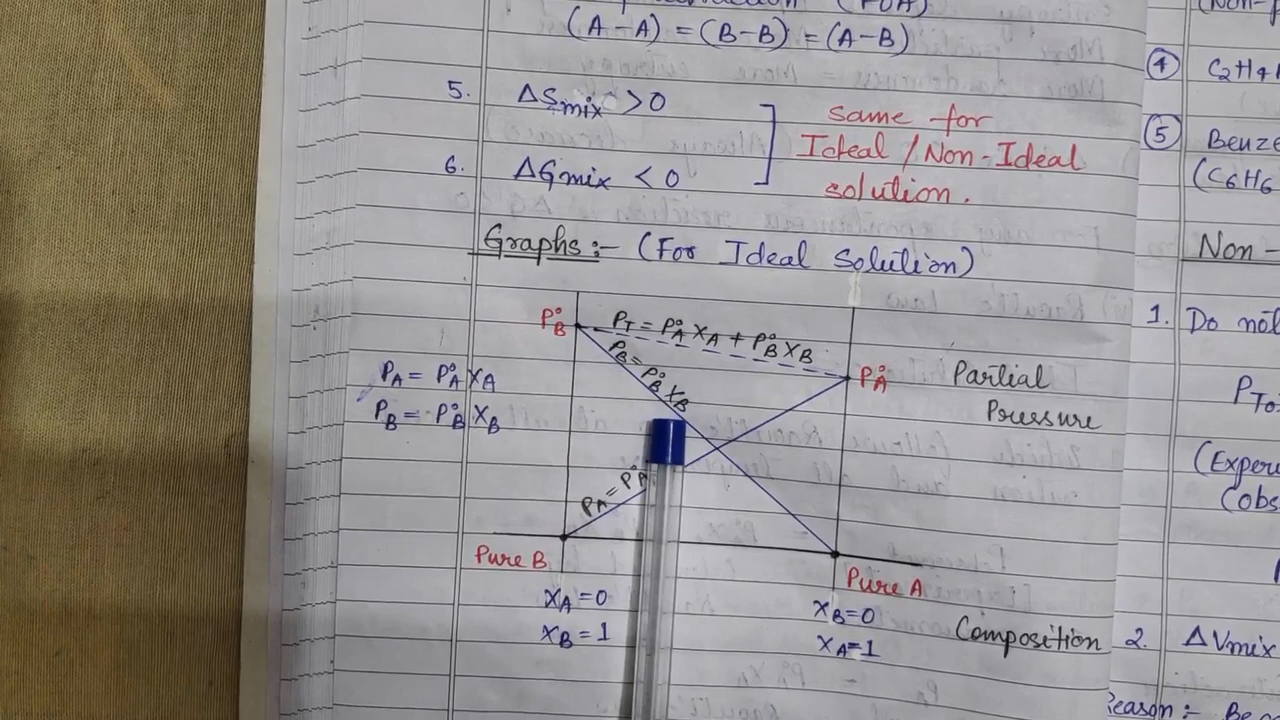 (FOA)
(A-A) = (B-B) = (A-B)
5. ΔSmix >0
6. ΔGmix < 0
same for
Ideal / Non-Ideal
solution.
Graphs :- (For Ideal Solution)
P°B
PT = P°A XA + P°B XB
PB = P°B XB
P°A
Partial
Pressure
PA = P°A XA
PB = P°B XB
PA = P°A
Pure B
Pure A
XA=0
XB=1
XB=0
XA=1
Composition
4
C2H4
5
Benze
(C6H6
Non-
1. Do not
PTo
(Exper
(obs
2. ΔVmix
Reason :- Be